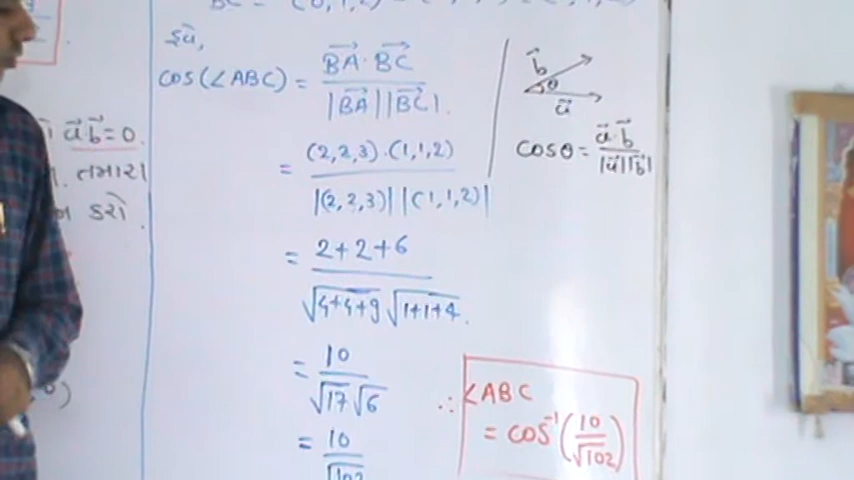 હવે,
cos(∠ABC) = BA⃗ · BC⃗ / |BA⃗| |BC⃗|.
= (2,2,3) · (1,1,2) / |(2,2,3)| |(1,1,2)|
= 2+2+6 / √4+4+9 √1+1+4.
= 10 / √17 √6
= 10 / √102
∴ ∠ABC
= cos⁻¹(10/√102)
b⃗
θ
a⃗
cosθ = a⃗·b⃗ / |a⃗||b⃗|
a⃗·b⃗=0.
તમારા
કરો.